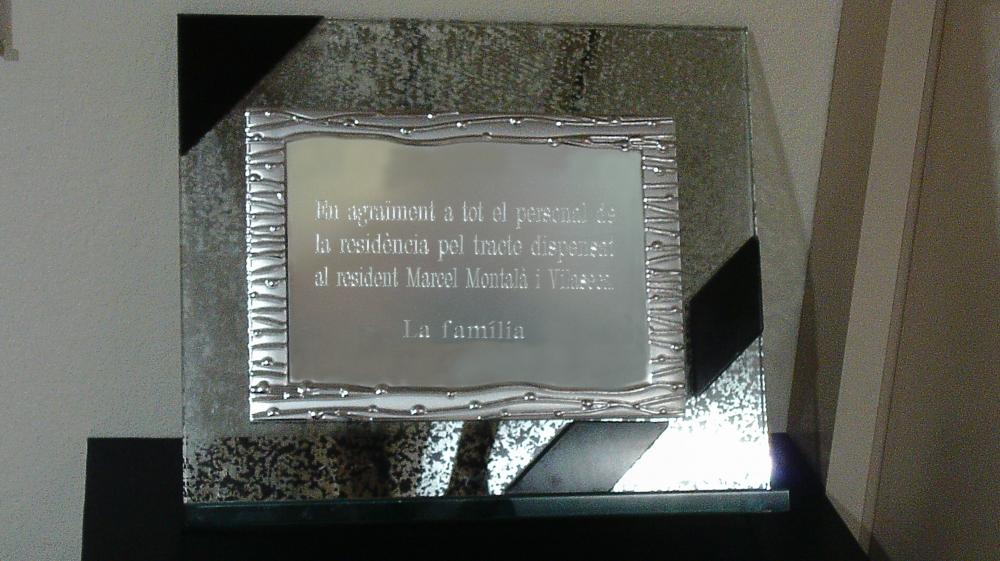 En agraïment a tot el personal de
la residència pel tracte dispensat
al resident Marcel Montalà i Vilaseca.
La família